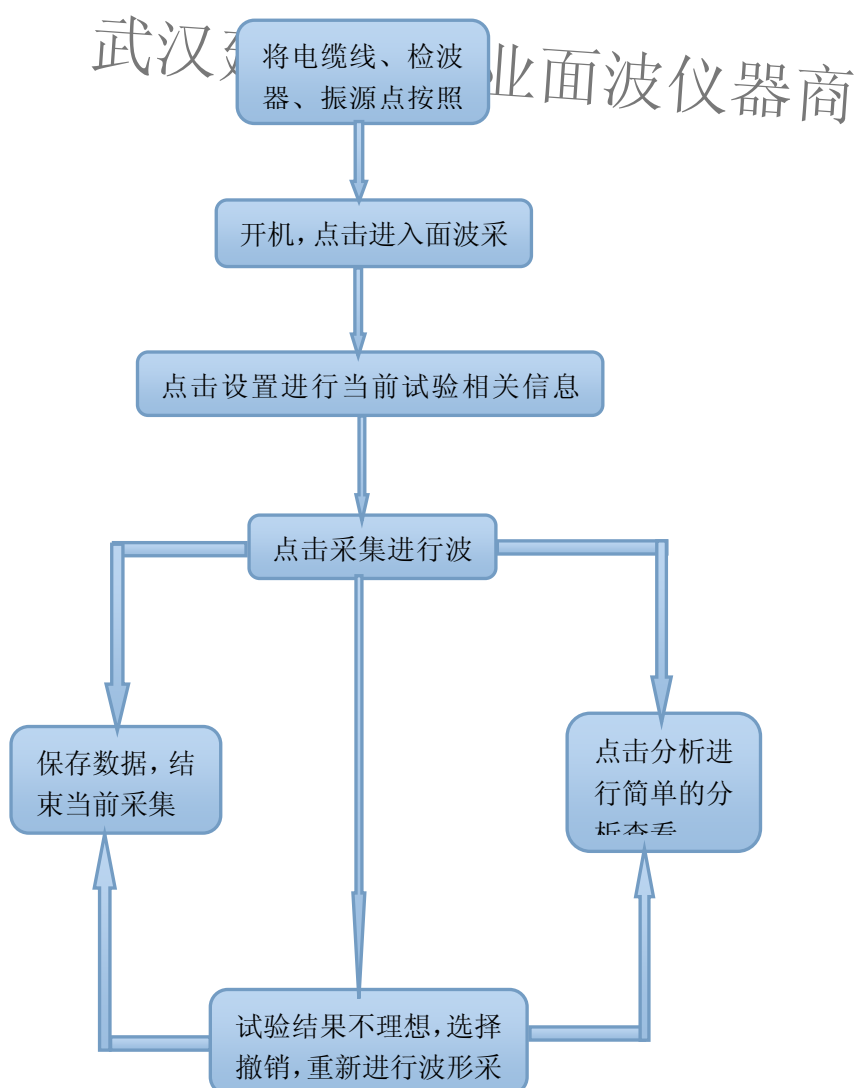 武汉
业面波仪器商
将电缆线、检波
器、振源点按照
开机，点击进入面波采
点击设置进行当前试验相关信息
点击采集进行波
保存数据，结
束当前采集
点击分析进
行简单的分
析查看
试验结果不理想，选择
撤销，重新进行波形采